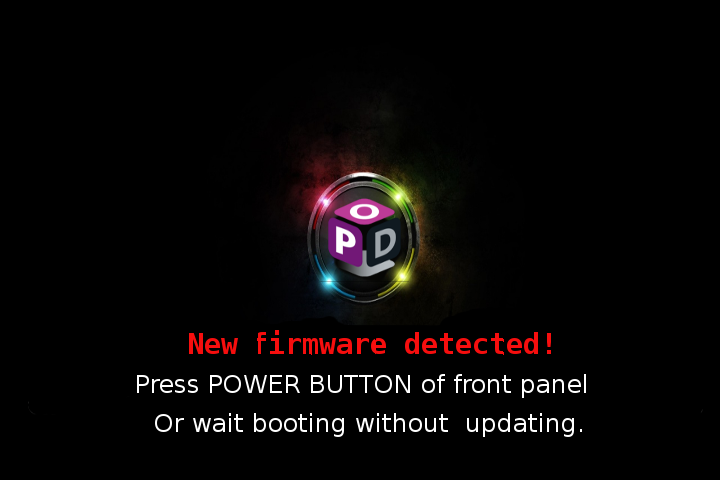 O
P D
New firmware detected!
Press POWER BUTTON of front panel
Or wait booting without  updating.